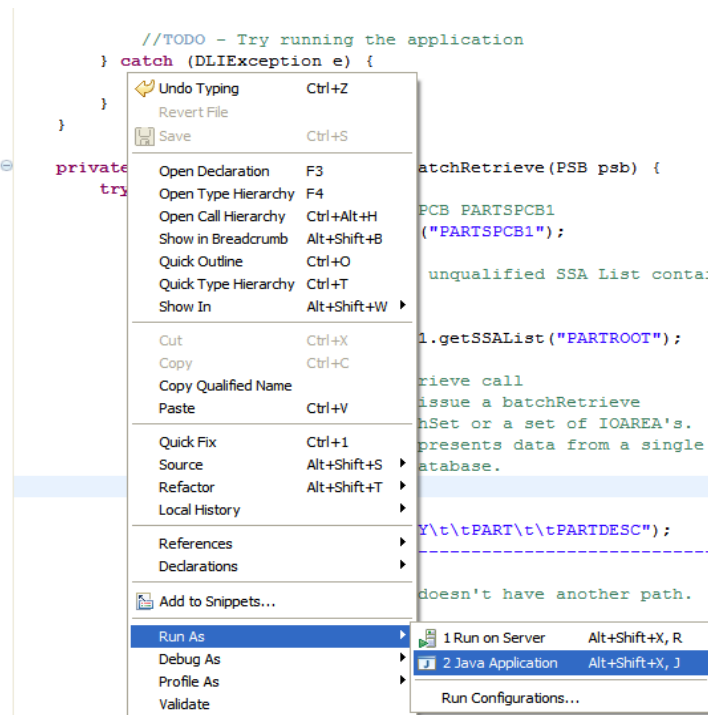 //TODO – Try running the application
} catch (DLIException e) {
Undo Typing Ctrl+Z
}
Revert File
}
Save Ctrl+S
private atchRetrieve(PSB psb) {
Open Declaration F3
try
Open Type Hierarchy F4
PCB PARTSPCB1
Open Call Hierarchy Ctrl+Alt+H
("PARTSPCB1");
Show in Breadcrumb Alt+Shift+B
Quick Outline Ctrl+O
unqualified SSA List contai
Quick Type Hierarchy Ctrl+T
Show In Alt+Shift+W
Cut Ctrl+X
1.getSSAList("PARTROOT");
Copy Ctrl+C
rieve call
Copy Qualified Name
issue a batchRetrieve
Paste Ctrl+V
hSet or a set of IOAREA's.
Quick Fix Ctrl+1
presents data from a single
Source Alt+Shift+S
atabase.
Refactor Alt+Shift+T
Local History
Y\t\tPART\t\tPARTDESC");
References
----------------------------
Declarations
Add to Snippets...
doesn't have another path.
Run As
1 Run on Server Alt+Shift+X, R
Debug As
2 Java Application Alt+Shift+X, J
Profile As
Run Configurations...
Validate